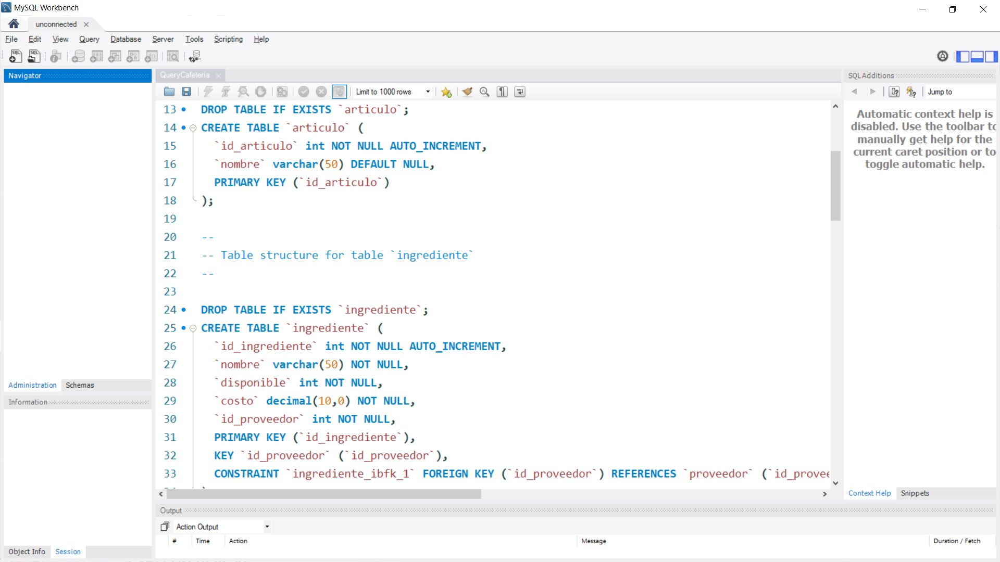 MySQL Workbench
unconnected
File Edit View Query Database Server Tools Scripting Help
Navigator
QueryCafeteria
SQLAdditions
Limit to 1000 rows
Jump to
13 DROP TABLE IF EXISTS `articulo`;
14 CREATE TABLE `articulo` (
15 `id_articulo` int NOT NULL AUTO_INCREMENT,
16 `nombre` varchar(50) DEFAULT NULL,
17 PRIMARY KEY (`id_articulo`)
18 );
19
20 --
21 -- Table structure for table `ingrediente`
22 --
23
24 DROP TABLE IF EXISTS `ingrediente`;
25 CREATE TABLE `ingrediente` (
26 `id_ingrediente` int NOT NULL AUTO_INCREMENT,
27 `nombre` varchar(50) NOT NULL,
28 `disponible` int NOT NULL,
29 `costo` decimal(10,0) NOT NULL,
30 `id_proveedor` int NOT NULL,
31 PRIMARY KEY (`id_ingrediente`),
32 KEY `id_proveedor` (`id_proveedor`),
33 CONSTRAINT `ingrediente_ibfk_1` FOREIGN KEY (`id_proveedor`) REFERENCES `proveedor` (`id_provee
Automatic context help is
disabled. Use the toolbar to
manually get help for the
current caret position or to
toggle automatic help.
Administration Schemas
Information
Context Help Snippets
Output
Action Output
# Time Action Message Duration / Fetch
Object Info Session